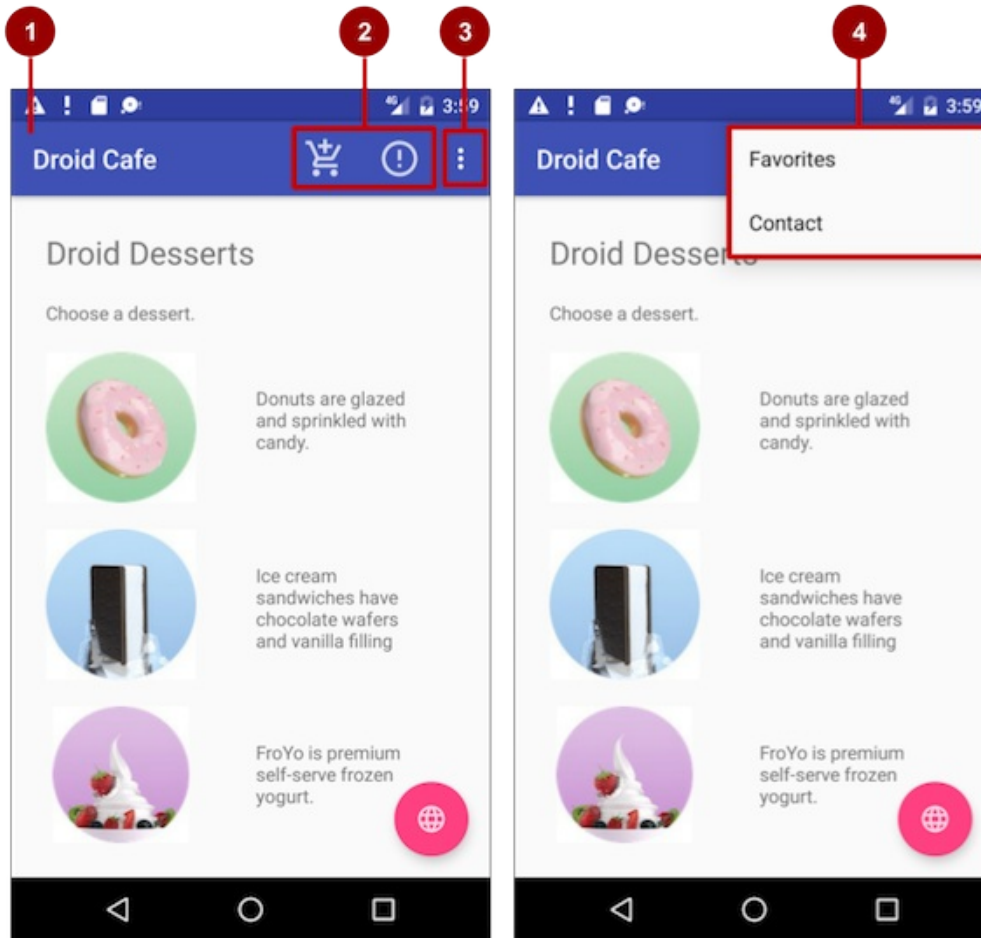 1
2
3
4
3:59
Droid Cafe
Droid Desserts
Choose a dessert.
Donuts are glazed
and sprinkled with
candy.
Ice cream
sandwiches have
chocolate wafers
and vanilla filling
FroYo is premium
self-serve frozen
yogurt.
4G 3:59
Droid Cafe
Favorites
Contact
Droid Desserts
Choose a dessert.
Donuts are glazed
and sprinkled with
candy.
Ice cream
sandwiches have
chocolate wafers
and vanilla filling
FroYo is premium
self-serve frozen
yogurt.